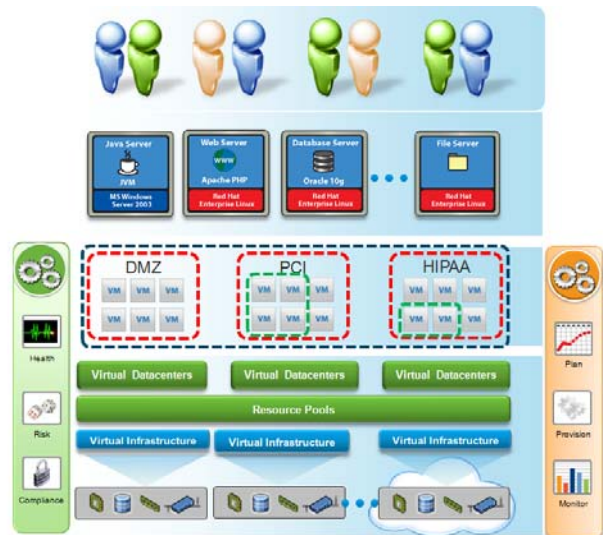 Java Server
JVM
MS Windows
Server 2003
Web Server
WWW
Apache PHP
Red Hat
Enterprise Linux
Database Server
Oracle 10g
Red Hat
Enterprise Linux
File Server
Red Hat
Enterprise Linux
DMZ
VM VM VM
VM VM VM
PCI
VM VM VM
VM VM VM
HIPAA
VM VM VM
VM VM VM
Health
Risk
Compliance
Virtual Datacenters
Virtual Datacenters
Virtual Datacenters
Resource Pools
Virtual Infrastructure
Virtual Infrastructure
Virtual Infrastructure
Plan
Provision
Monitor